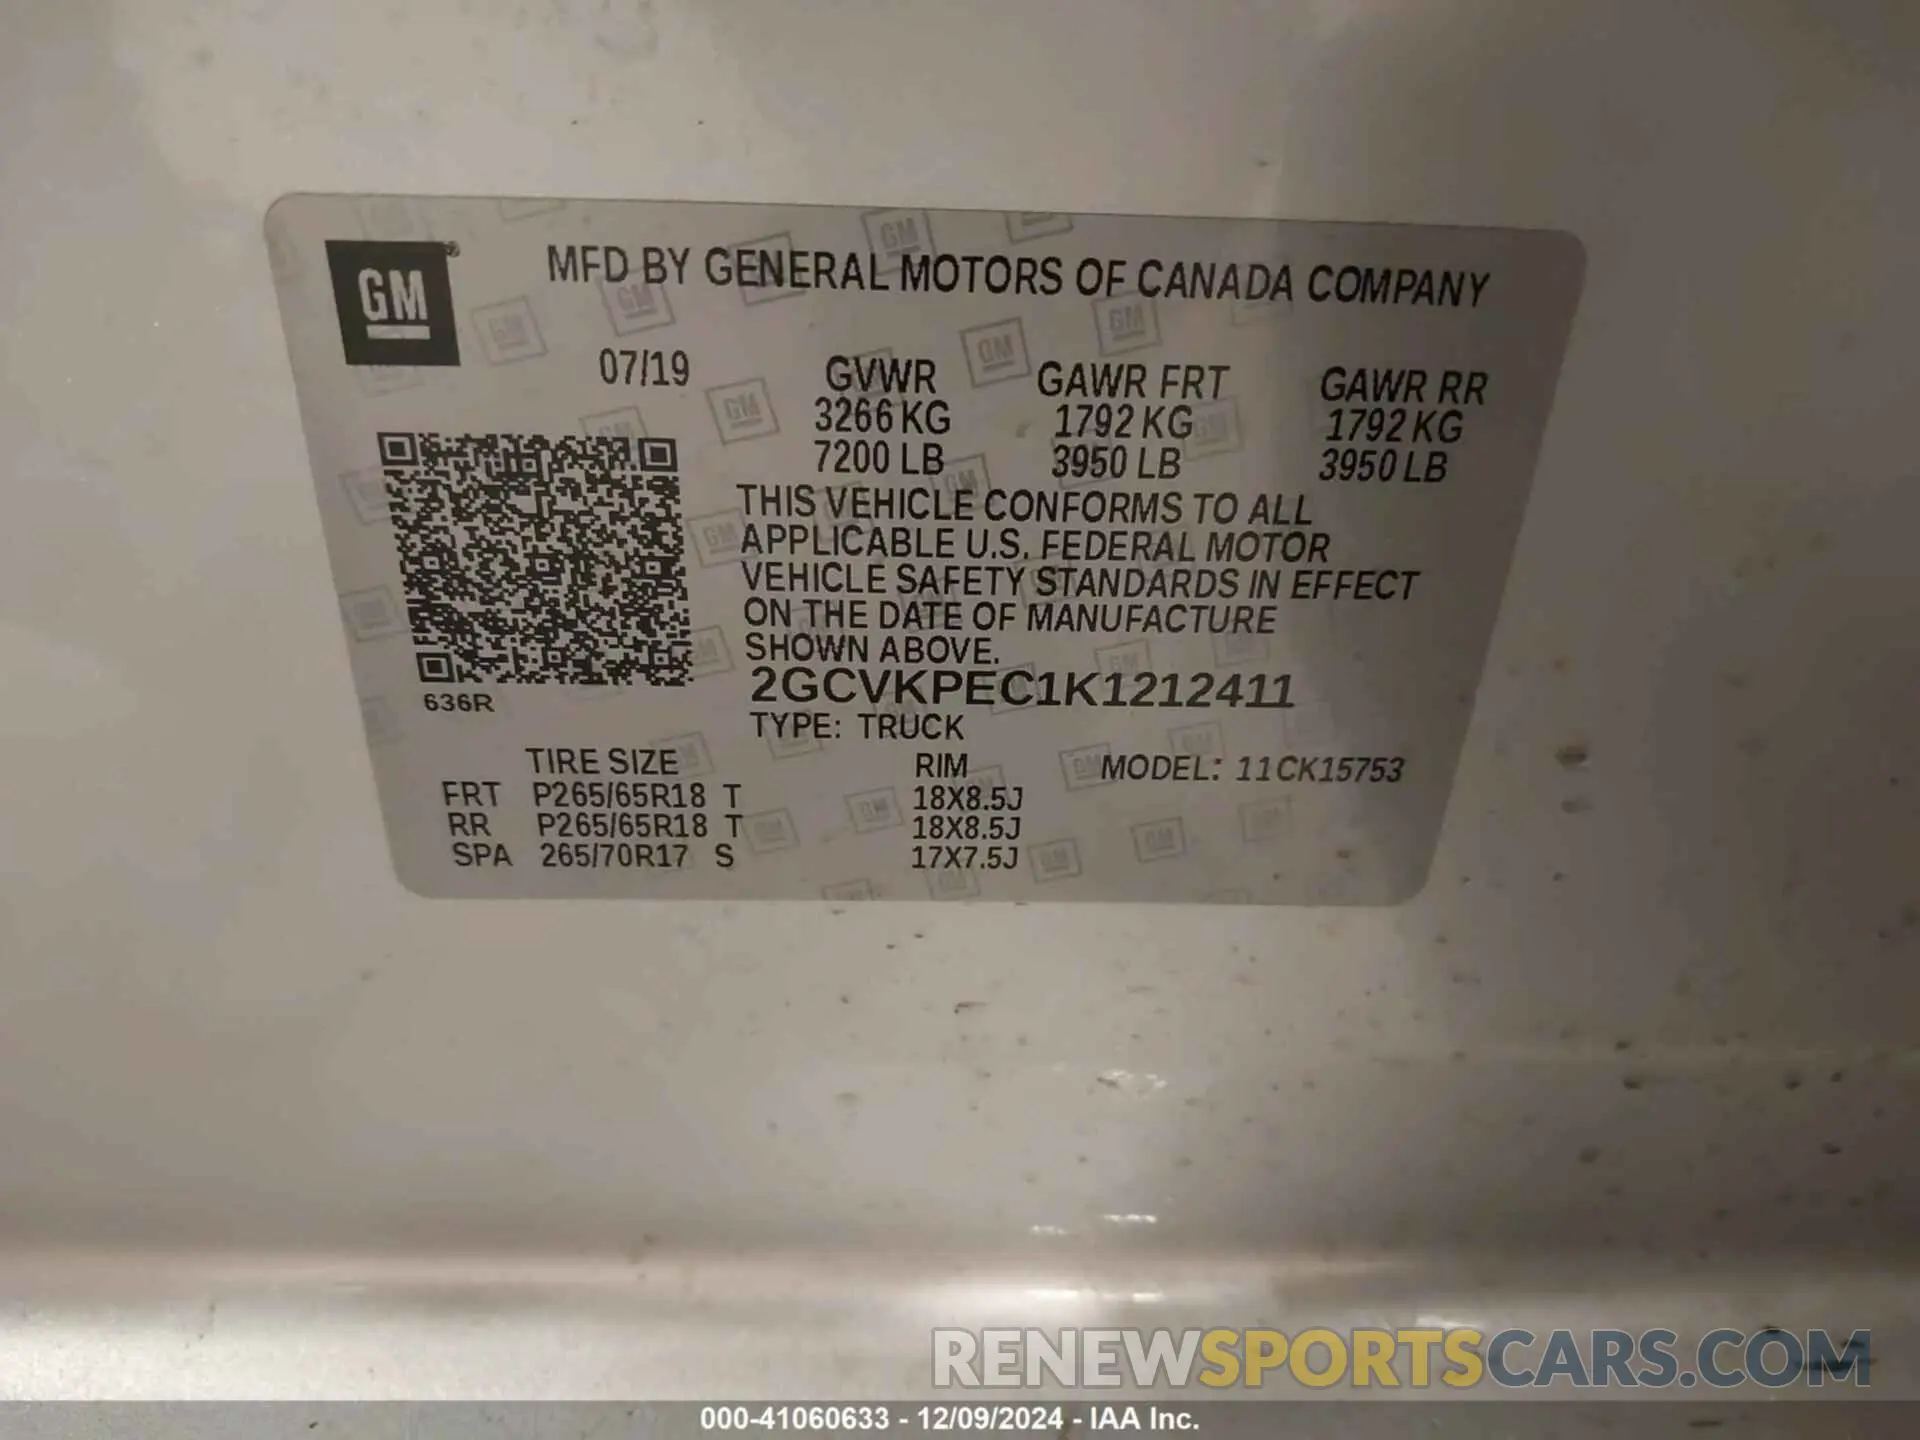 GM®
MFD BY GENERAL MOTORS OF CANADA COMPANY
07/19 GVWR GAWR FRT GAWR RR
3266 KG 1792 KG 1792 KG
7200 LB 3950 LB 3950 LB
THIS VEHICLE CONFORMS TO ALL
APPLICABLE U.S. FEDERAL MOTOR
VEHICLE SAFETY STANDARDS IN EFFECT
ON THE DATE OF MANUFACTURE
SHOWN ABOVE.
2GCVKPEC1K1212411
636R
TYPE: TRUCK
TIRE SIZE RIM MODEL: 11CK15753
FRT P265/65R18 T 18X8.5J
RR P265/65R18 T 18X8.5J
SPA 265/70R17 S 17X7.5J
RENEWSPORTSCARS.COM
000-41060633 - 12/09/2024 - IAA Inc.